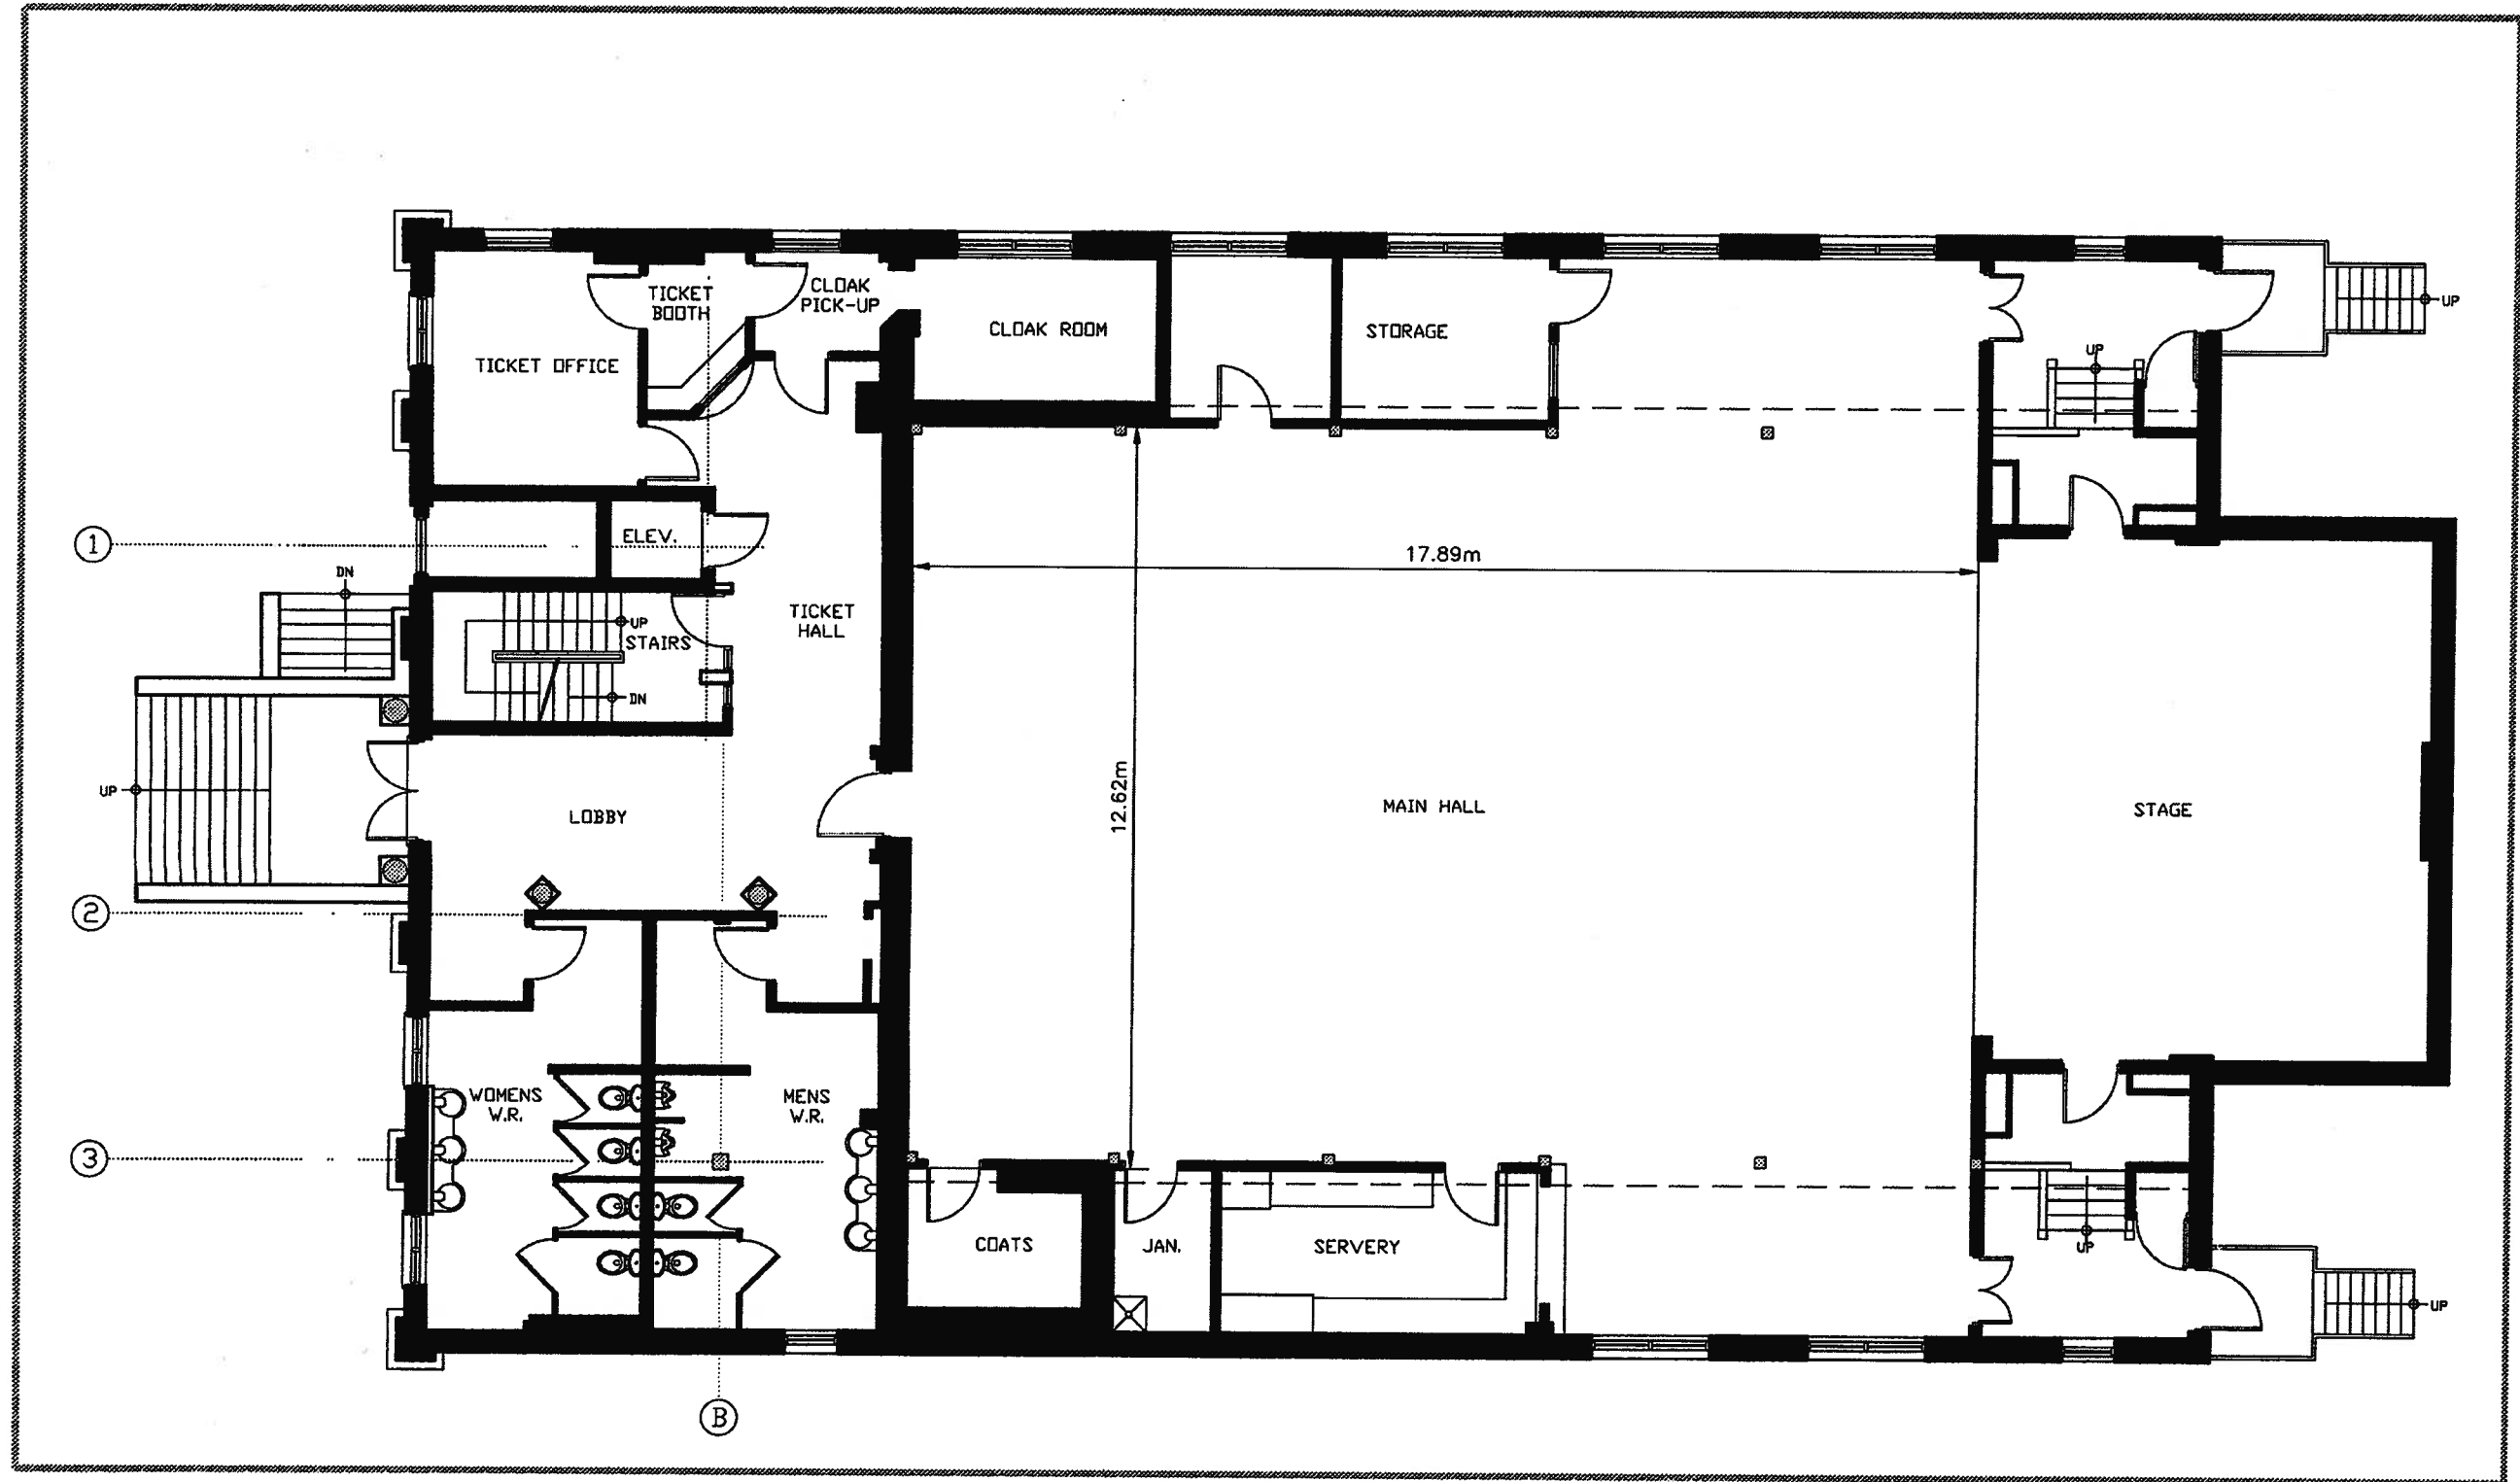 TICKET
BOOTH
CLOAK
PICK-UP
CLOAK ROOM
STORAGE
TICKET OFFICE
UP
UP
1
ELEV.
17.89m
DN
TICKET
HALL
UP
STAIRS
DN
UP
LOBBY
12.62m
MAIN HALL
STAGE
2
WOMENS
W.R.
MENS
W.R.
3
COATS
JAN.
SERVERY
UP
UP
B